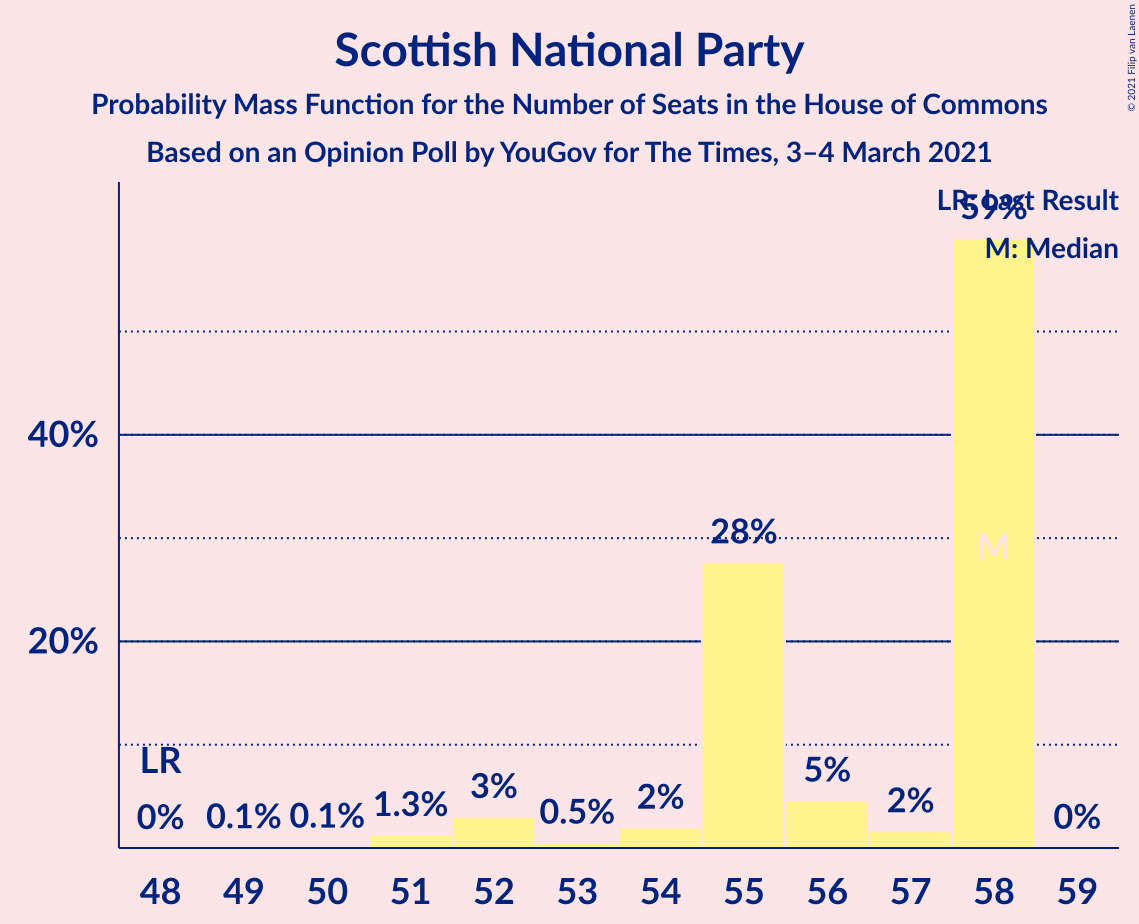 Scottish National Party
Probability Mass Function for the Number of Seats in the House of Commons
Based on an Opinion Poll by YouGov for The Times, 3–4 March 2021
© 2021 Filip van Laenen
LR: Last Result
M: Median
59%
40%
28%
M
20%
LR
0% 0.1% 0.1% 1.3% 3% 0.5% 2% 5% 2% 0%
48 49 50 51 52 53 54 55 56 57 58 59